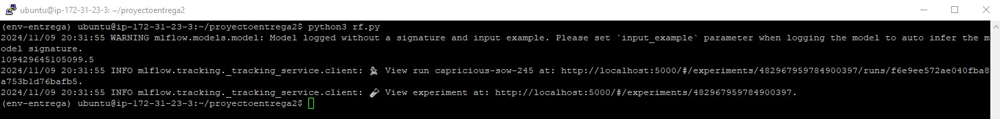 ubuntu@ip-172-31-23-3: ~/proyectoentrega2
(env-entrega) ubuntu@ip-172-31-23-3:~/proyectoentrega2$ python3 rf.py
2024/11/09 20:31:55 WARNING mlflow.models.model: Model logged without a signature and input example. Please set `input_example` parameter when logging the model to auto infer the m
odel signature.
109429645105099.5
2024/11/09 20:31:55 INFO mlflow.tracking._tracking_service.client: 🏃 View run capricious-sow-245 at: http://localhost:5000/#/experiments/482967959784900397/runs/f6e9ee572ae040fba8
a753b1d76bafb5.
2024/11/09 20:31:55 INFO mlflow.tracking._tracking_service.client: 🧪 View experiment at: http://localhost:5000/#/experiments/482967959784900397.
(env-entrega) ubuntu@ip-172-31-23-3:~/proyectoentrega2$